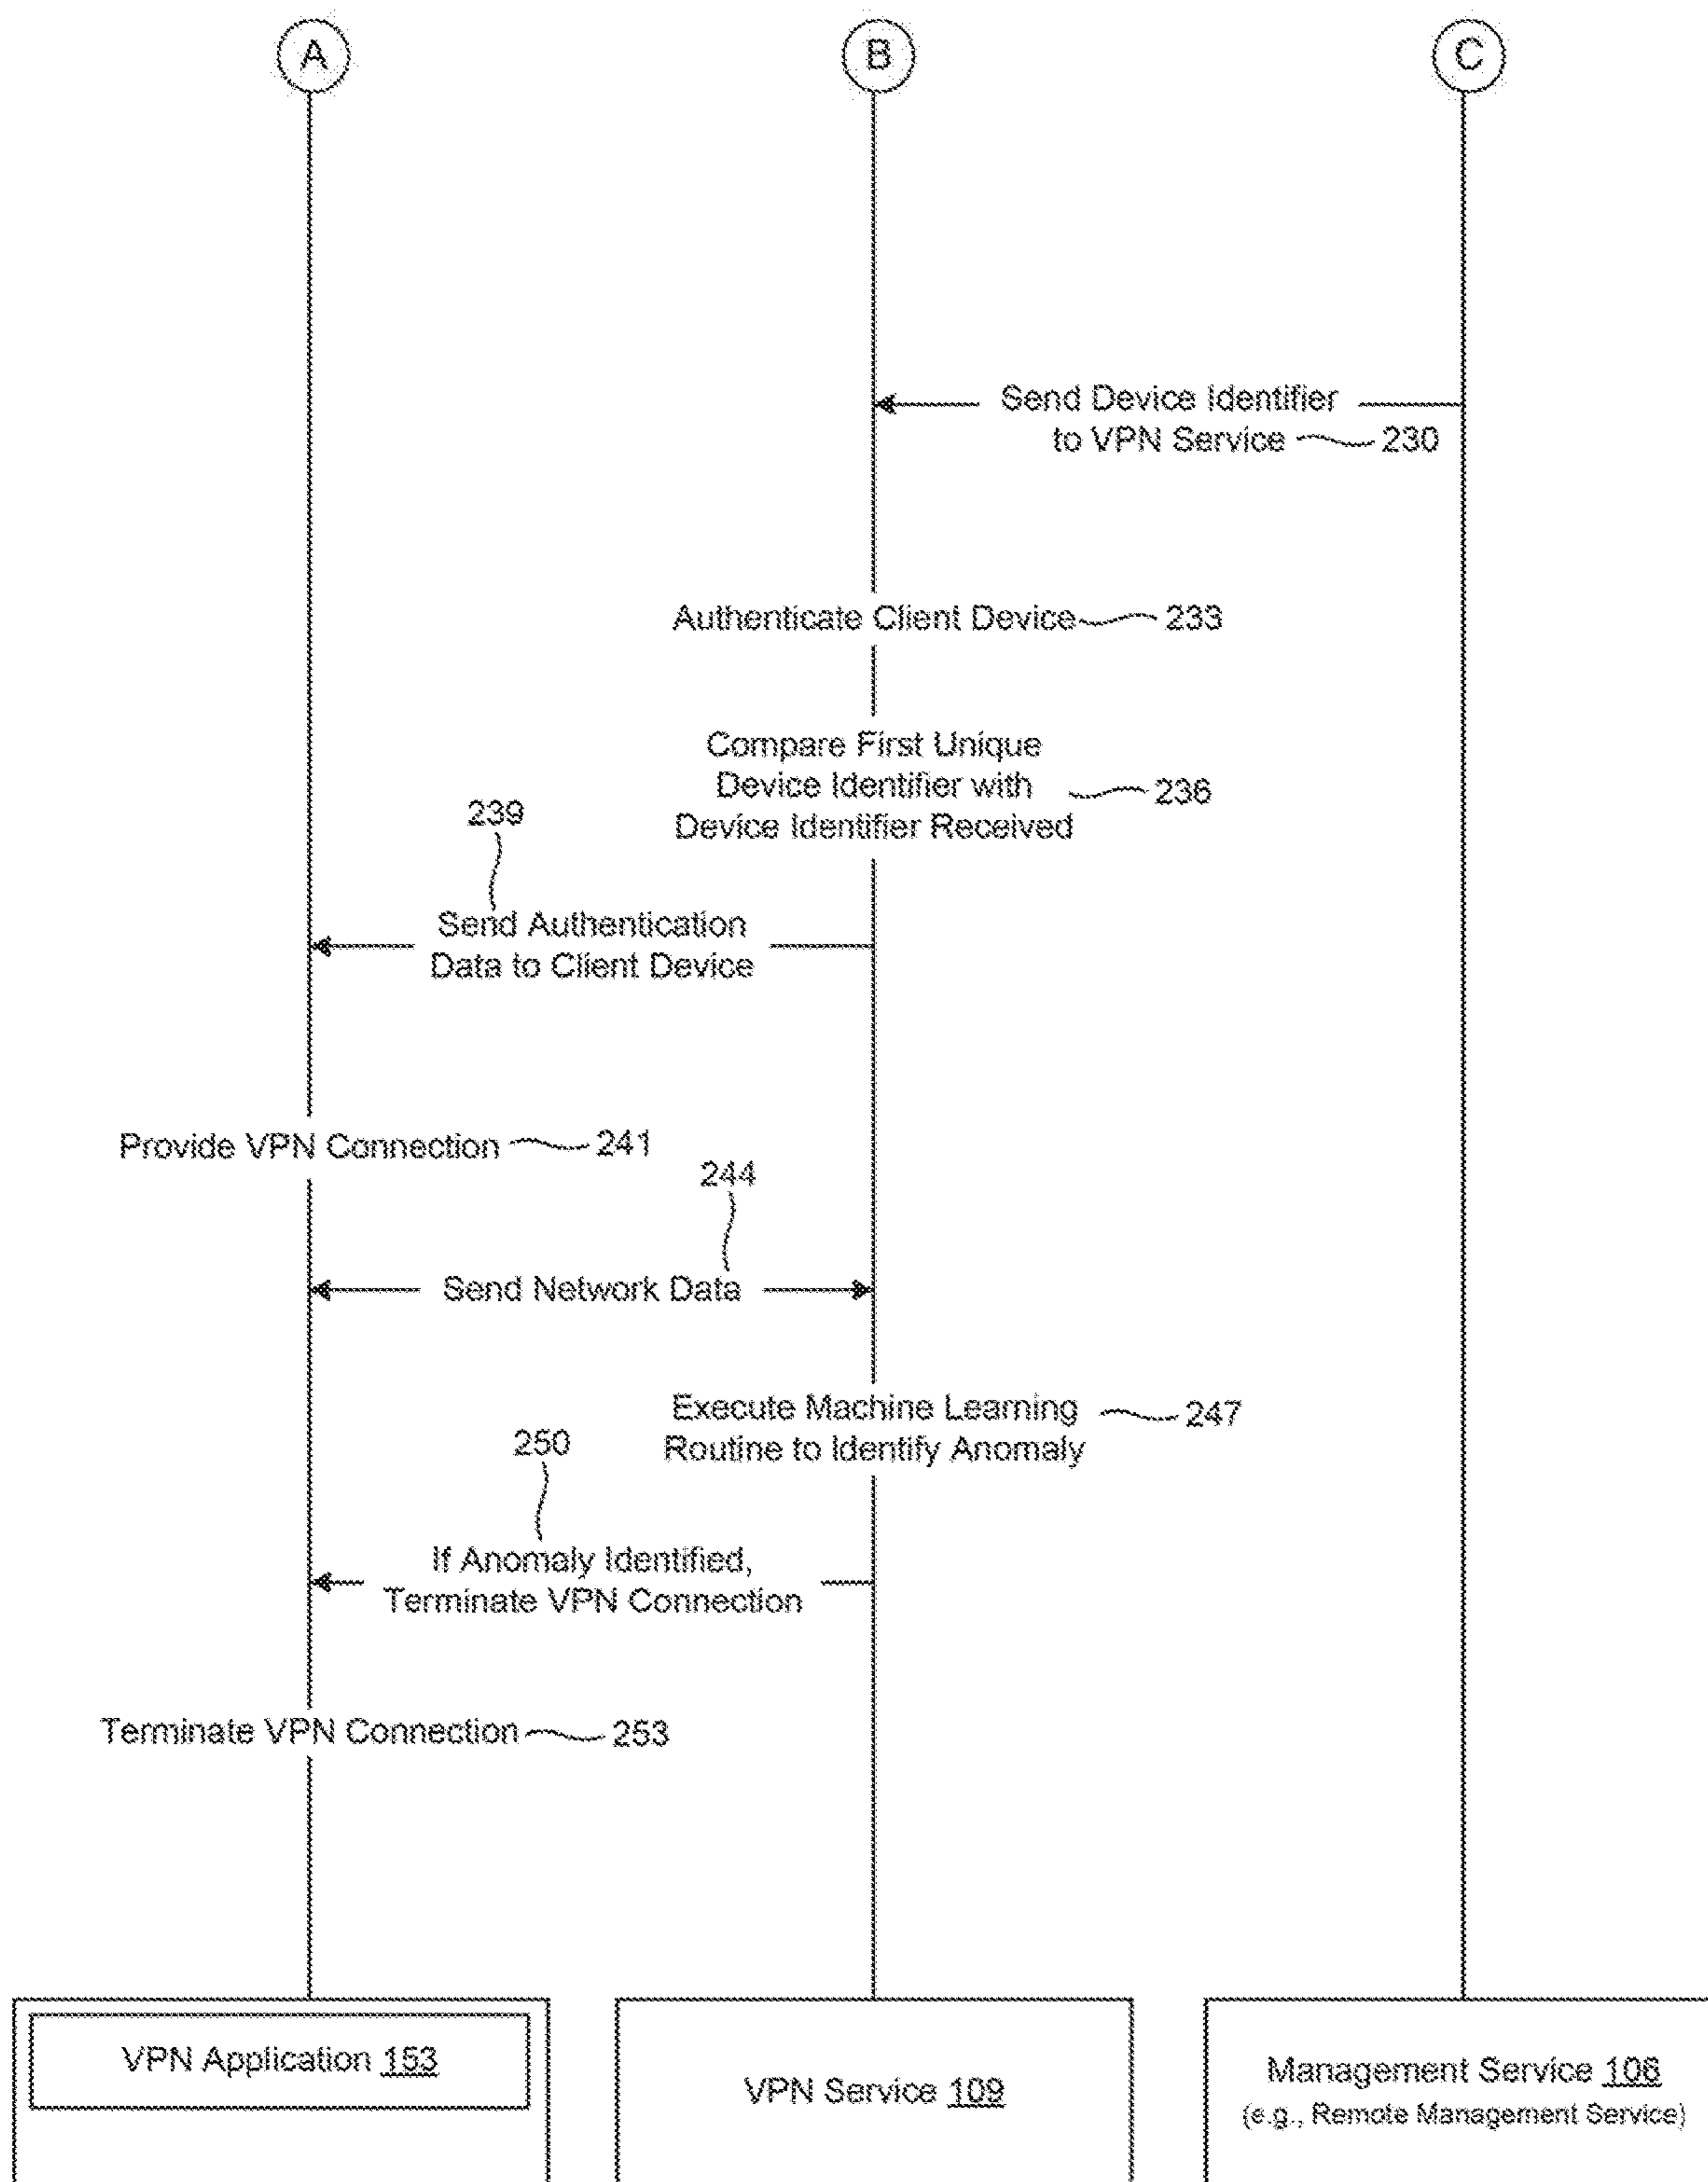 A
B
C
Send Device Identifier
to VPN Service 230
Authenticate Client Device 233
Compare First Unique
Device Identifier with 236
Device Identifier Received
239
Send Authentication
Data to Client Device
Provide VPN Connection 241
244
Send Network Data
Execute Machine Learning 247
Routine to Identify Anomaly
250
If Anomaly Identified,
Terminate VPN Connection
Terminate VPN Connection 253
VPN Application 153
VPN Service 109
Management Service 106
(e.g., Remote Management Service)